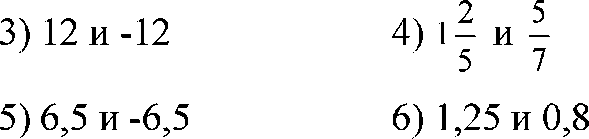 3) 12 и -12 4) 1 2/5 и 5/7
5) 6,5 и -6,5 6) 1,25 и 0,8